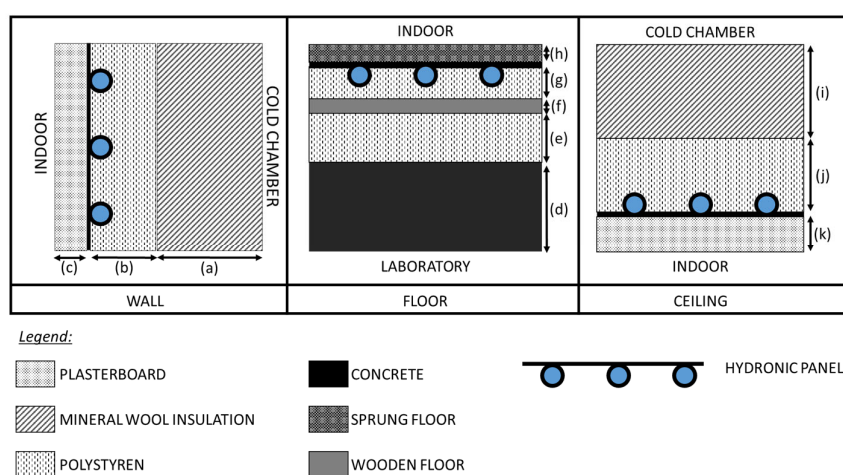 INDOOR
COLD CHAMBER
(c)
(b)
(a)
WALL
INDOOR
(h)
(g)
(f)
(e)
(d)
LABORATORY
FLOOR
COLD CHAMBER
(i)
(j)
(k)
INDOOR
CEILING
Legend:
PLASTERBOARD
CONCRETE
HYDRONIC PANEL
MINERAL WOOL INSULATION
SPRUNG FLOOR
POLYSTYREN
WOODEN FLOOR